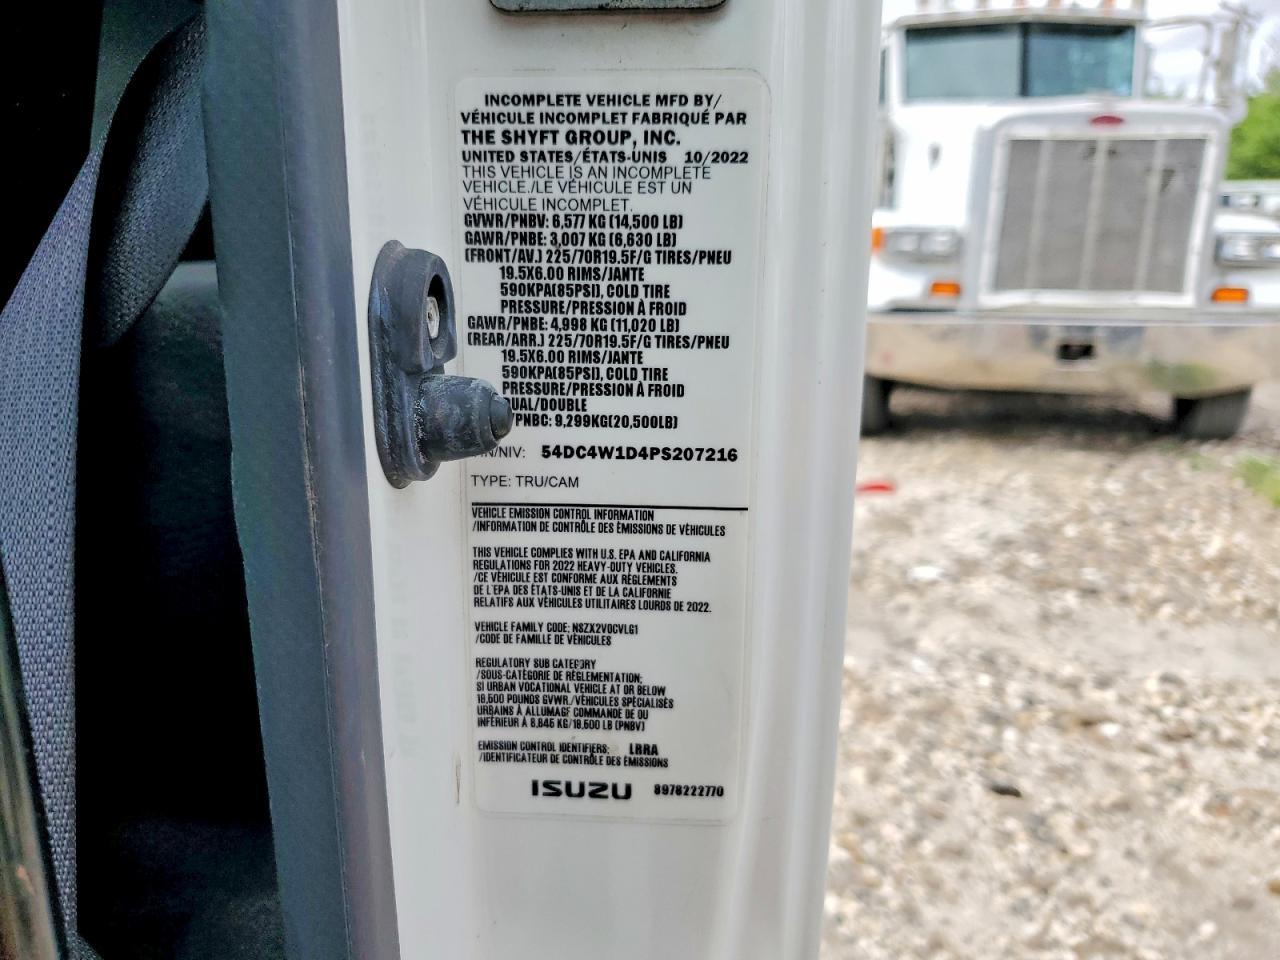 INCOMPLETE VEHICLE MFD BY/
VÉHICULE INCOMPLET FABRIQUÉ PAR
THE SHYFT GROUP, INC.
UNITED STATES/ÉTATS-UNIS 10/2022
THIS VEHICLE IS AN INCOMPLETE
VEHICLE./LE VÉHICULE EST UN
VÉHICULE INCOMPLET.
GVWR/PNBV: 6,577 KG (14,500 LB)
GAWR/PNBE: 3,007 KG (6,630 LB)
(FRONT/AV.) 225/70R19.5F/G TIRES/PNEU
19.5X6.00 RIMS/JANTE
590KPA(85PSI), COLD TIRE
PRESSURE/PRESSION À FROID
GAWR/PNBE: 4,998 KG (11,020 LB)
(REAR/ARR.) 225/70R19.5F/G TIRES/PNEU
19.5X6.00 RIMS/JANTE
590KPA(85PSI), COLD TIRE
PRESSURE/PRESSION À FROID
DUAL/DOUBLE
/PNBC: 9,299KG(20,500LB)
VIN/NIV: 54DC4W1D4PS207216
TYPE: TRU/CAM
VEHICLE EMISSION CONTROL INFORMATION
/INFORMATION DE CONTRÔLE DES ÉMISSIONS DE VÉHICULES
THIS VEHICLE COMPLIES WITH U.S. EPA AND CALIFORNIA
REGULATIONS FOR 2022 HEAVY-DUTY VEHICLES.
/CE VÉHICULE EST CONFORME AUX RÈGLEMENTS
DE L'EPA DES ÉTATS-UNIS ET DE LA CALIFORNIE
RELATIFS AUX VÉHICULES UTILITAIRES LOURDS DE 2022.
VEHICLE FAMILY CODE: NSZX2VOCVLG1
/CODE DE FAMILLE DE VÉHICULES
REGULATORY SUB CATEGORY
/SOUS-CATÉGORIE DE RÉGLEMENTATION:
SI URBAN VOCATIONAL VEHICLE AT OR BELOW
19,500 POUNDS GVWR/VÉHICULES SPÉCIALISÉS
URBAINS À ALLUMAGE COMMANDÉ DE OU
INFÉRIEUR À 8,845 KG/19,500 LB (PNBV)
EMISSION CONTROL IDENTIFIERS: LRRA
/IDENTIFICATEUR DE CONTRÔLE DES ÉMISSIONS
ISUZU 8978222770